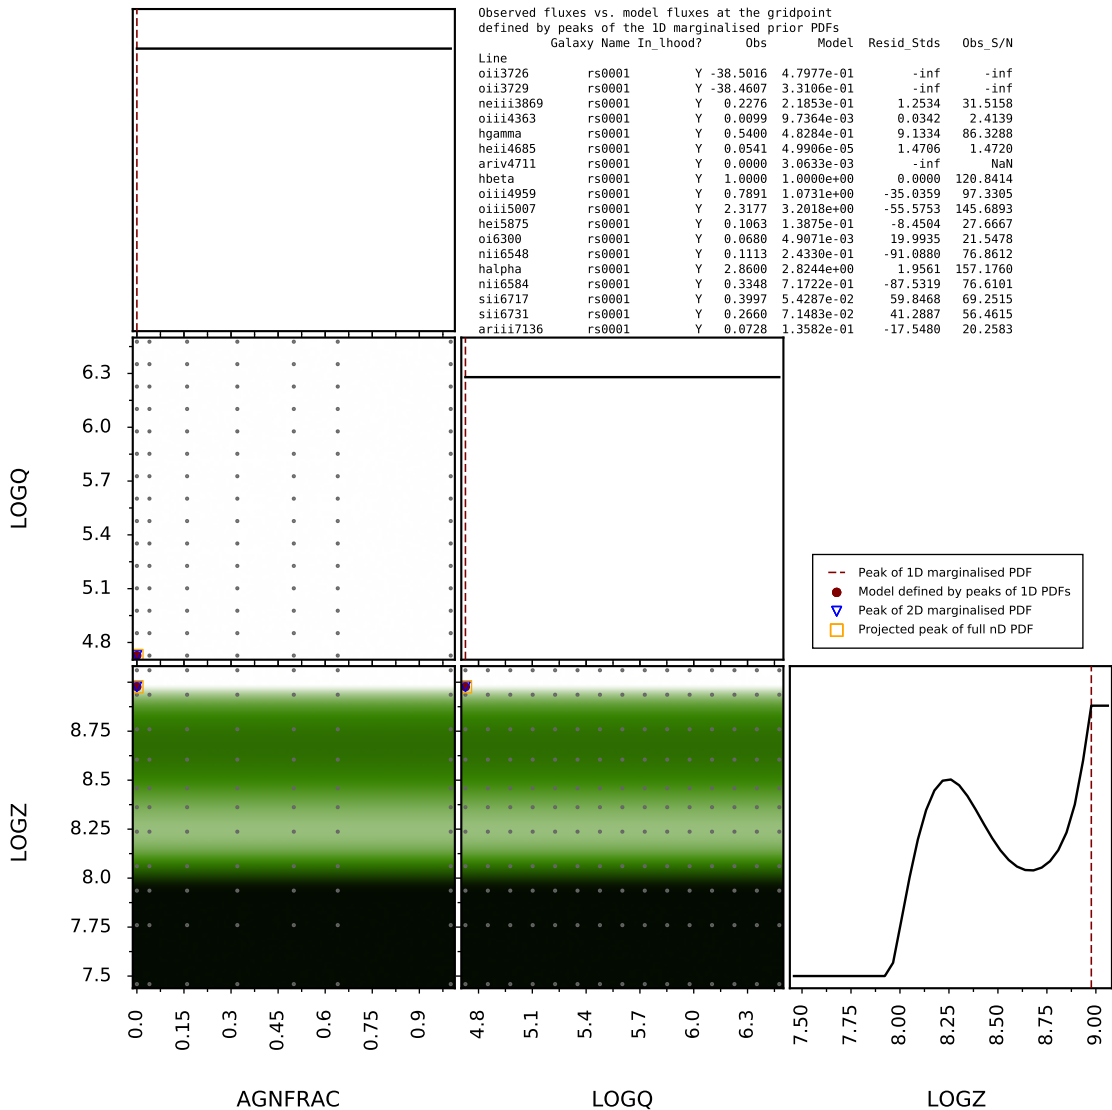 Observed fluxes vs. model fluxes at the gridpoint
defined by peaks of the 1D marginalised prior PDFs
Galaxy Name In_lhood? Obs Model Resid_Stds Obs_S/N
Line
oii3726 rs0001 Y -38.5016 4.7977e-01 -inf -inf
oii3729 rs0001 Y -38.4607 3.3106e-01 -inf -inf
neiii3869 rs0001 Y 0.2276 2.1853e-01 1.2534 31.5158
oiii4363 rs0001 Y 0.0099 9.7364e-03 0.0342 2.4139
hgamma rs0001 Y 0.5400 4.8284e-01 9.1334 86.3288
heii4685 rs0001 Y 0.0541 4.9906e-05 1.4706 1.4720
ariv4711 rs0001 Y 0.0000 3.0633e-03 -inf NaN
hbeta rs0001 Y 1.0000 1.0000e+00 0.0000 120.8414
oiii4959 rs0001 Y 0.7891 1.0731e+00 -35.0359 97.3305
oiii5007 rs0001 Y 2.3177 3.2018e+00 -55.5753 145.6893
hei5875 rs0001 Y 0.1063 1.3875e-01 -8.4504 27.6667
oi6300 rs0001 Y 0.0680 4.9071e-03 19.9935 21.5478
nii6548 rs0001 Y 0.1113 2.4330e-01 -91.0880 76.8612
halpha rs0001 Y 2.8600 2.8244e+00 1.9561 157.1760
nii6584 rs0001 Y 0.3348 7.1722e-01 -87.5319 76.6101
sii6717 rs0001 Y 0.3997 5.4287e-02 59.8468 69.2515
sii6731 rs0001 Y 0.2660 7.1483e-02 41.2887 56.4615
ariii7136 rs0001 Y 0.0728 1.3582e-01 -17.5480 20.2583
6.3
6.0
5.7
5.4
5.1
4.8
LOGQ
Peak of 1D marginalised PDF
Model defined by peaks of 1D PDFs
Peak of 2D marginalised PDF
Projected peak of full nD PDF
8.75
8.5
8.25
8.0
7.75
7.5
LOGZ
0.0 0.15 0.3 0.45 0.6 0.75 0.9
4.8 5.1 5.4 5.7 6.0 6.3
7.50 7.75 8.00 8.25 8.50 8.75 9.00
AGNFRAC LOGQ LOGZ